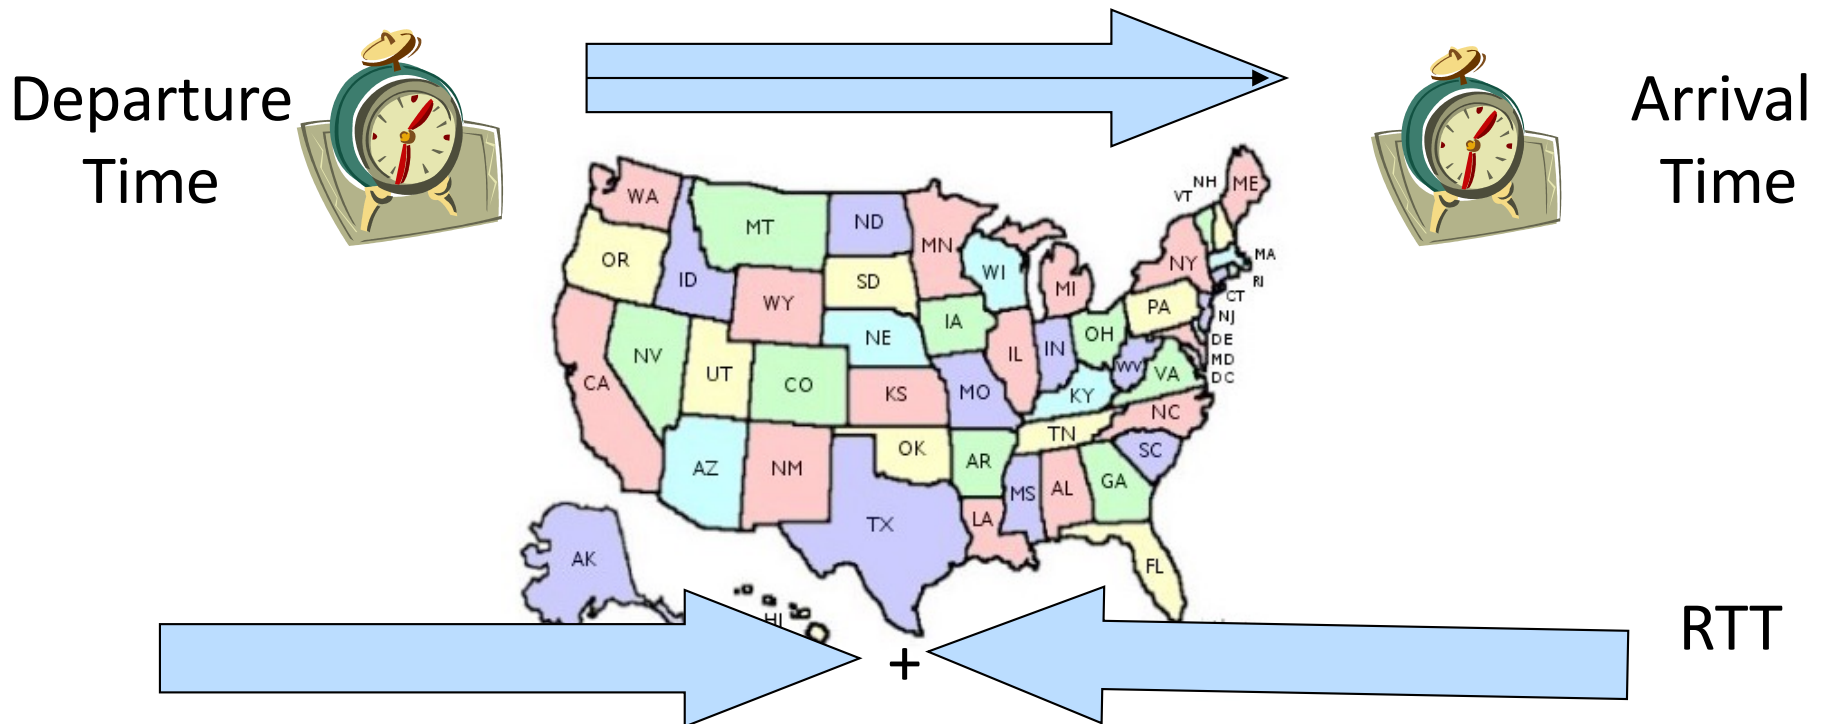 Departure
Time
Arrival
Time
WA
MT
ND
MN
OR
ID
SD
WY
WI
MI
NY
VT
NH
ME
MA
RI
CT
NJ
PA
DE
MD
DC
IA
NE
NV
UT
CO
CA
KS
MO
IL
IN
OH
WV
VA
KY
NC
TN
SC
AZ
NM
OK
AR
MS
AL
GA
TX
LA
FL
AK
HI
+
RTT